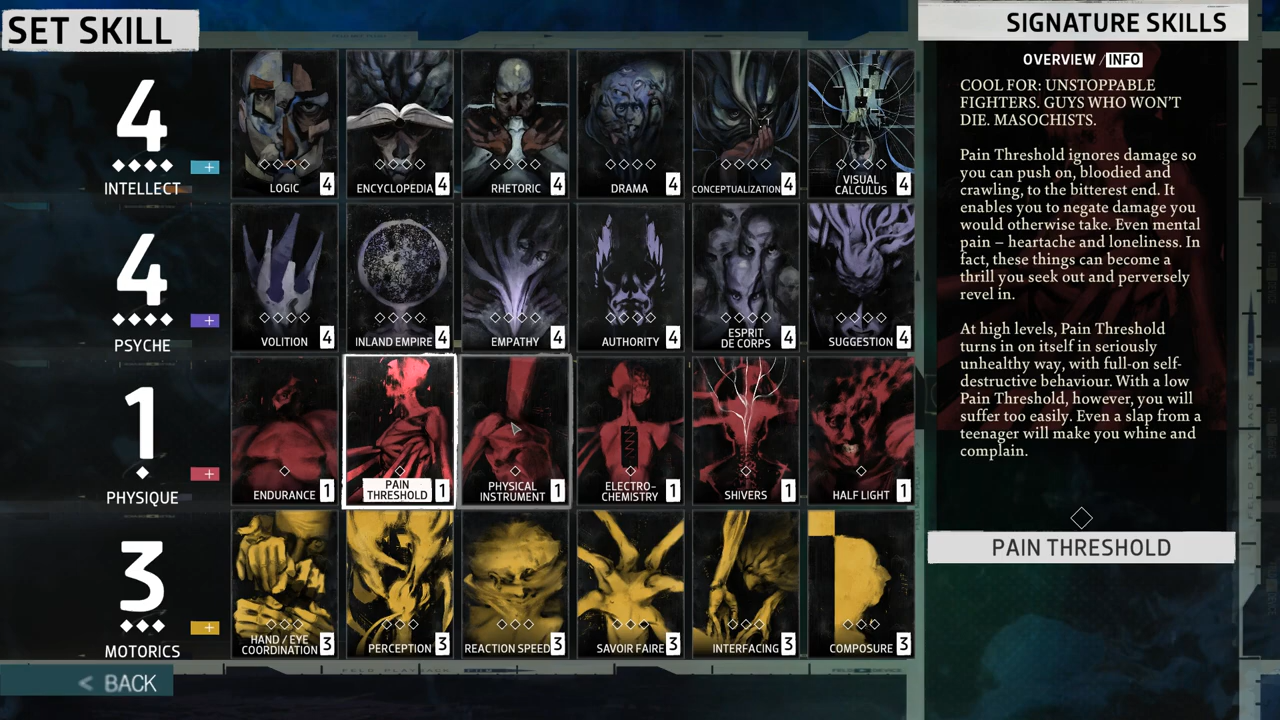 SET SKILL
SIGNATURE SKILLS
OVERVIEW / INFO
COOL FOR: UNSTOPPABLE
FIGHTERS. GUYS WHO WON'T
DIE. MASOCHISTS.
Pain Threshold ignores damage so
you can push on, bloodied and
crawling, to the bitterest end. It
enables you to negate damage you
would otherwise take. Even mental
pain – heartache and loneliness. In
fact, these things can become a
thrill you seek out and perversely
revel in.
At high levels, Pain Threshold
turns in on itself in seriously
unhealthy way, with full-on self-
destructive behaviour. With a low
Pain Threshold, however, you will
suffer too easily. Even a slap from a
teenager will make you whine and
complain.
PAIN THRESHOLD
4
INTELLECT
+
LOGIC 4
ENCYCLOPEDIA 4
RHETORIC 4
DRAMA 4
CONCEPTUALIZATION 4
VISUAL
CALCULUS 4
4
PSYCHE
+
VOLITION 4
INLAND EMPIRE 4
EMPATHY 4
AUTHORITY 4
ESPRIT
DE CORPS 4
SUGGESTION 4
1
PHYSIQUE
+
ENDURANCE 1
PAIN
THRESHOLD 1
PHYSICAL
INSTRUMENT 1
ELECTRO-
CHEMISTRY 1
SHIVERS 1
HALF LIGHT 1
3
MOTORICS
+
HAND / EYE
COORDINATION 3
PERCEPTION 3
REACTION SPEED 3
SAVOIR FAIRE 3
INTERFACING 3
COMPOSURE 3
< BACK